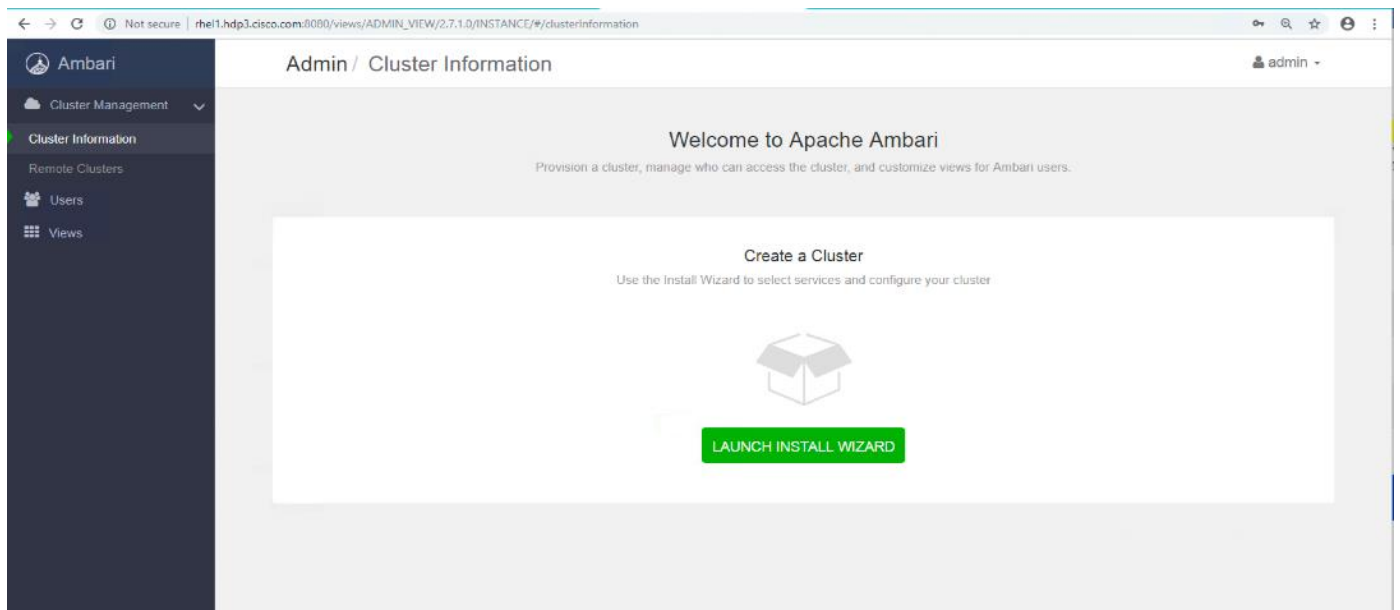 Not secure | rhel1.hdp3.cisco.com:8080/views/ADMIN_VIEW/2.7.1.0/INSTANCE/#/clusterInformation
Ambari
Admin / Cluster Information
admin
Cluster Management
Cluster Information
Remote Clusters
Users
Views
Welcome to Apache Ambari
Provision a cluster, manage who can access the cluster, and customize views for Ambari users.
Create a Cluster
Use the Install Wizard to select services and configure your cluster
LAUNCH INSTALL WIZARD